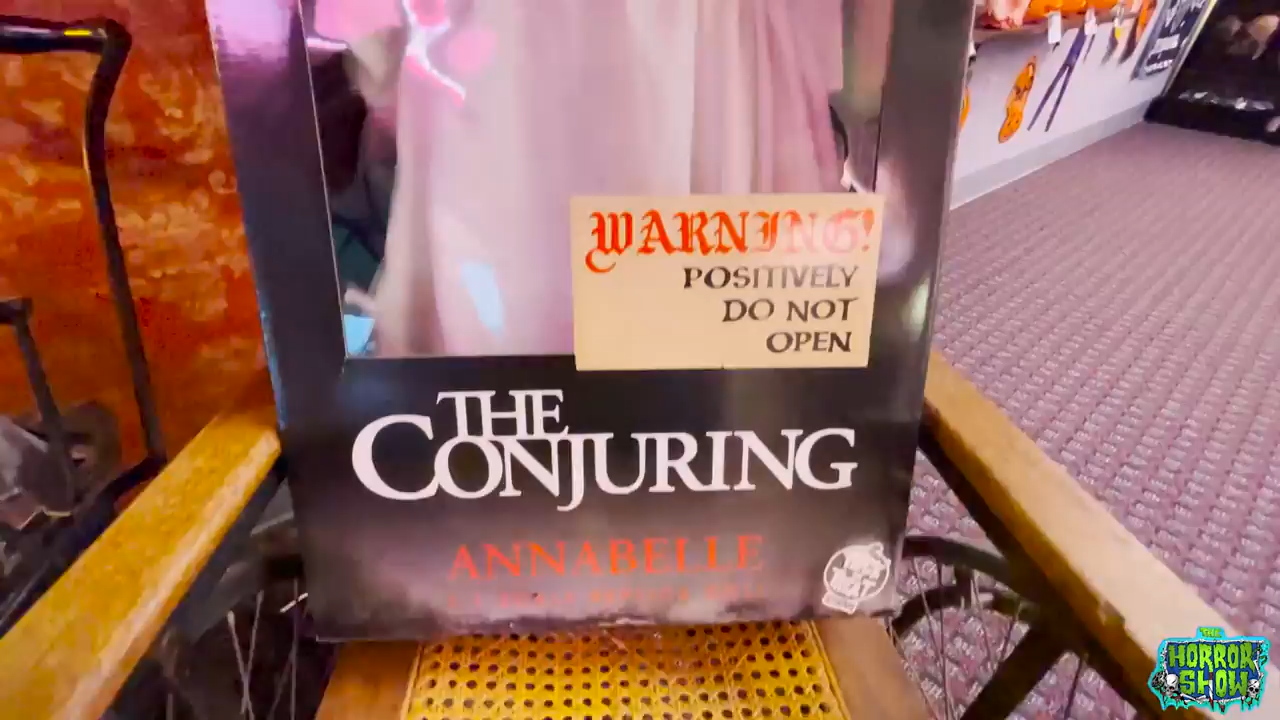 WARNING!
POSITIVELY
DO NOT
OPEN
THE
CONJURING
ANNABELLE
THE
HORROR
SHOW